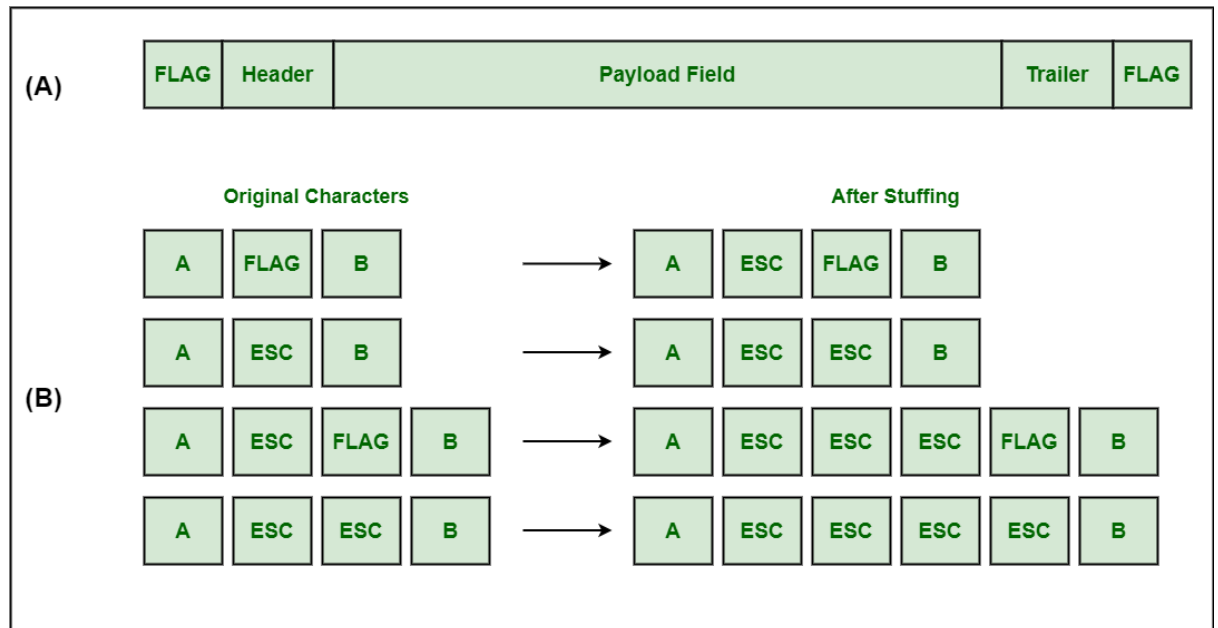 (A) FLAG Header Payload Field Trailer FLAG
Original Characters After Stuffing
A FLAG B A ESC FLAG B
A ESC B A ESC ESC B
(B)
A ESC FLAG B A ESC ESC ESC FLAG B
A ESC ESC B A ESC ESC ESC ESC B